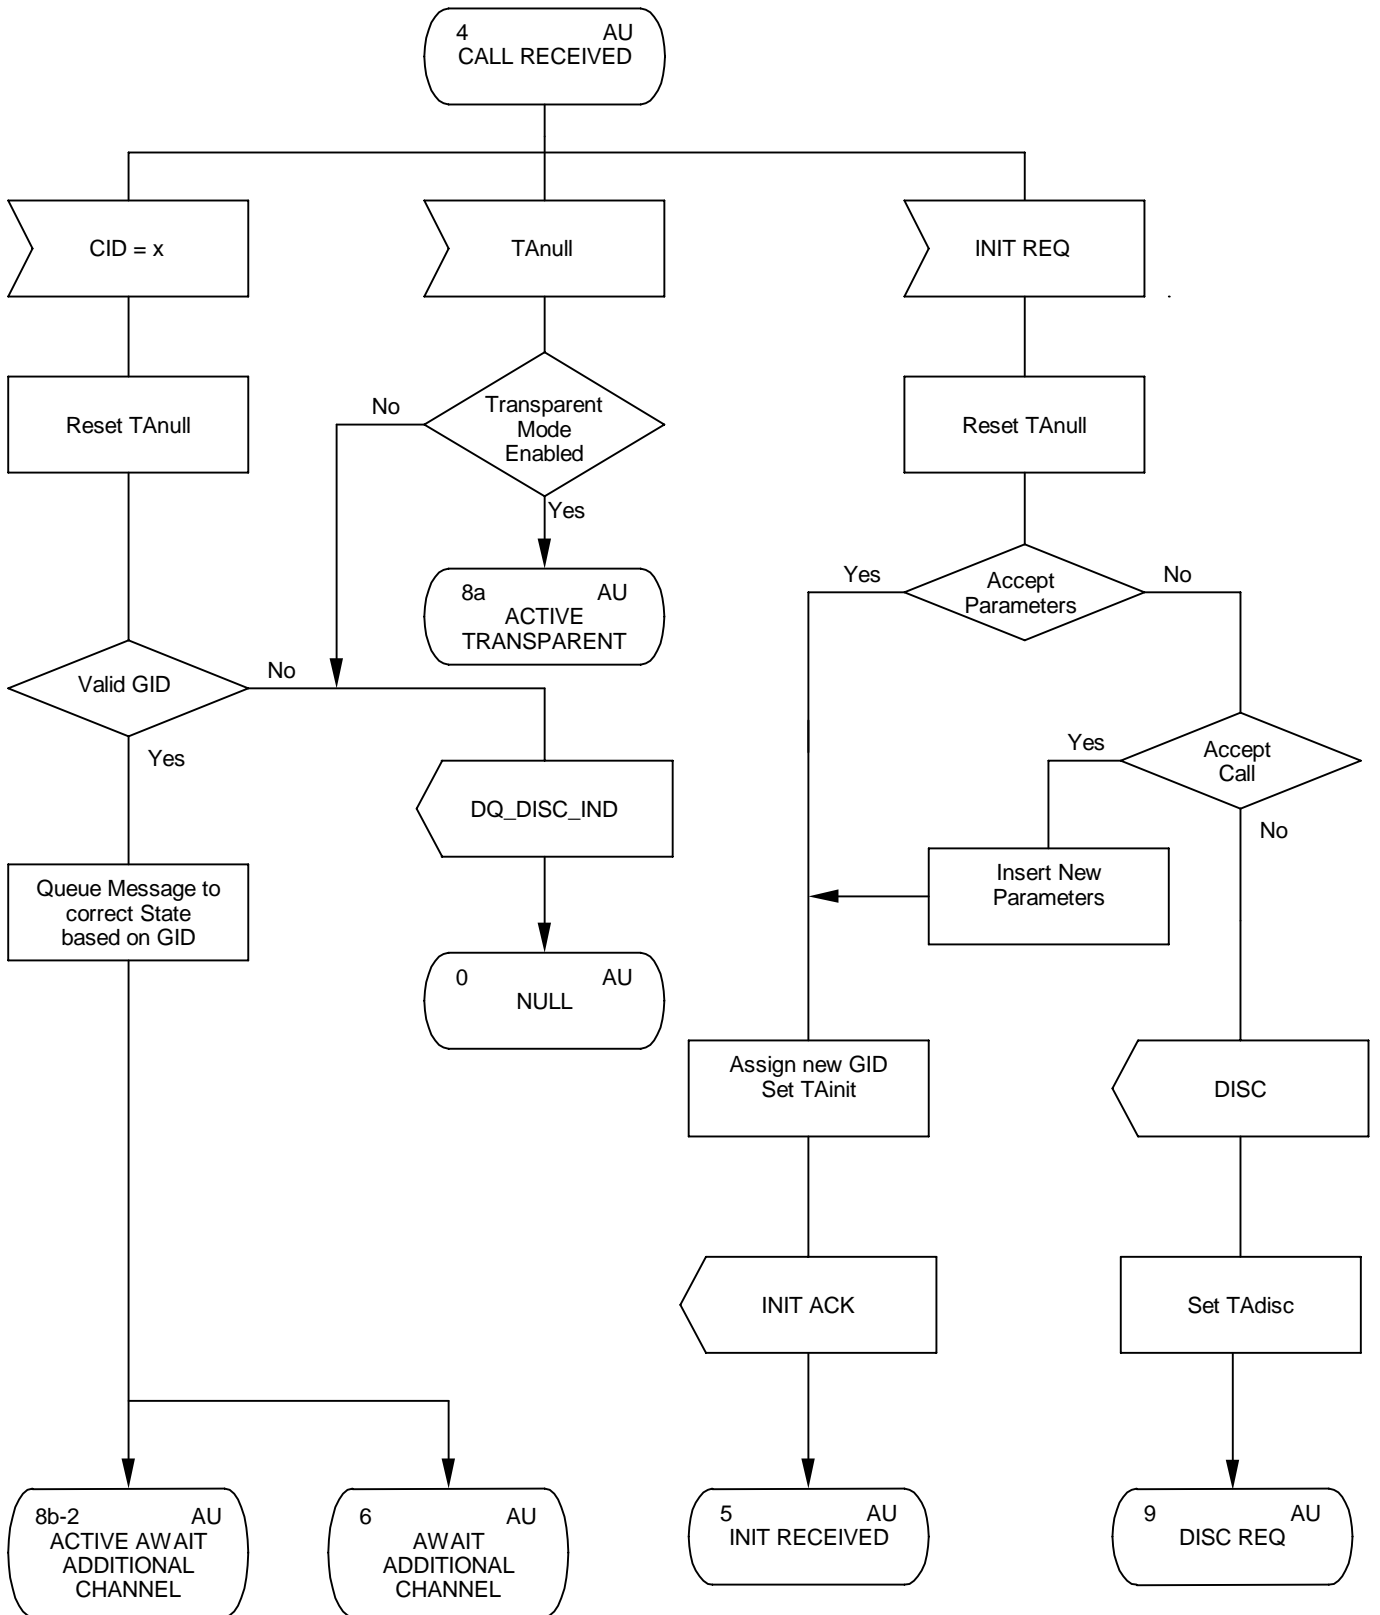 4 AU
CALL RECEIVED
CID = x
TAnull
INIT REQ
Reset TAnull
No
Transparent
Mode
Enabled
Yes
Reset TAnull
8a AU
ACTIVE
TRANSPARENT
Yes
Accept
Parameters
No
Valid GID
No
Yes
DQ_DISC_IND
Yes
Accept
Call
No
Queue Message to
correct State
based on GID
Insert New
Parameters
0 AU
NULL
Assign new GID
Set TAinit
DISC
INIT ACK
Set TAdisc
8b-2 AU
ACTIVE AWAIT
ADDITIONAL
CHANNEL
6 AU
AWAIT
ADDITIONAL
CHANNEL
5 AU
INIT RECEIVED
9 AU
DISC REQ